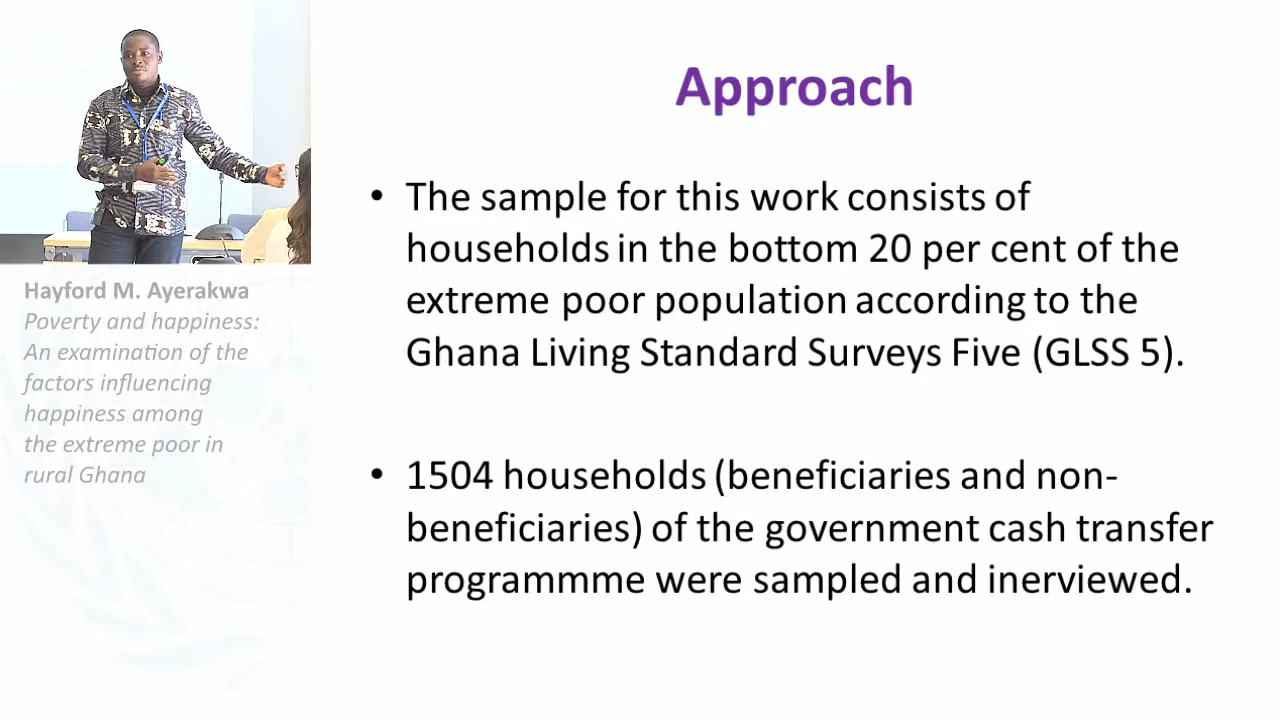 Approach
• The sample for this work consists of
households in the bottom 20 per cent of the
extreme poor population according to the
Ghana Living Standard Surveys Five (GLSS 5).
• 1504 households (beneficiaries and non-
beneficiaries) of the government cash transfer
programmme were sampled and inerviewed.
Hayford M. Ayerakwa
Poverty and happiness:
An examination of the
factors influencing
happiness among
the extreme poor in
rural Ghana